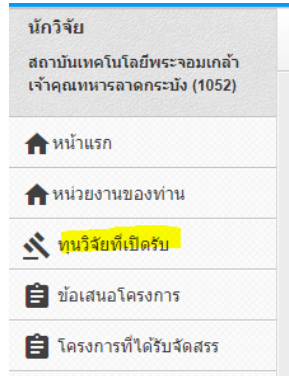 นักวิจัย
สถาบันเทคโนโลยีพระจอมเกล้า
เจ้าคุณทหารลาดกระบัง (1052)
หน้าแรก
หน่วยงานของท่าน
ทุนวิจัยที่เปิดรับ
ข้อเสนอโครงการ
โครงการที่ได้รับจัดสรร